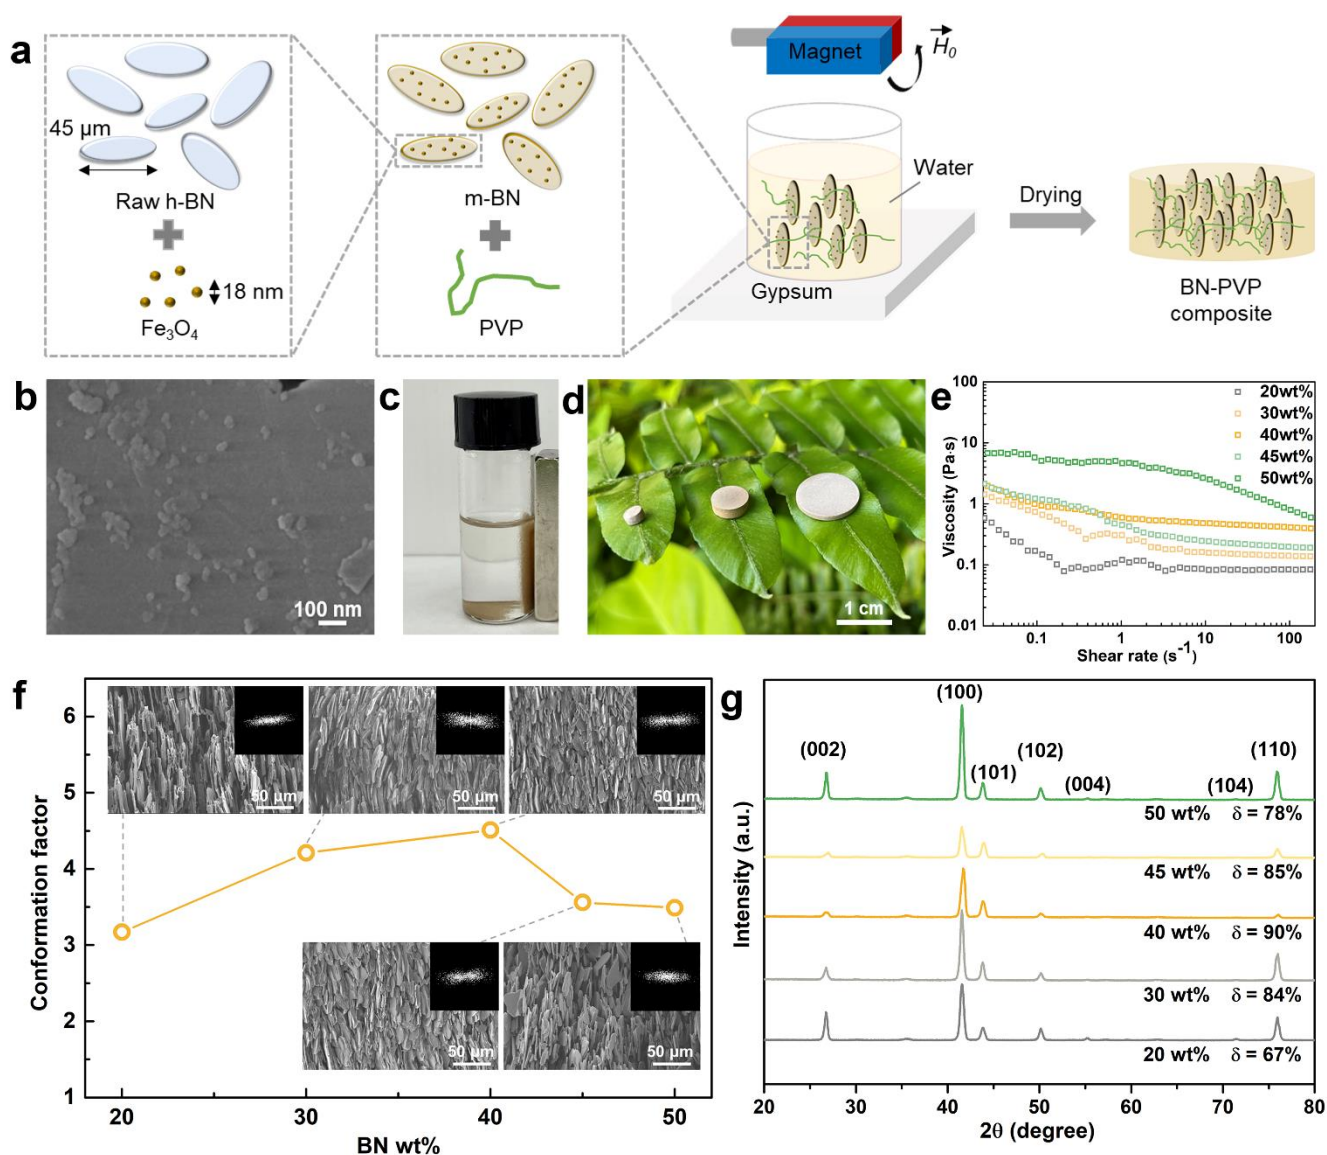 a
45 μm
Raw h-BN
18 nm
Fe₃O₄
m-BN
PVP
Magnet
H₀
Water
Gypsum
Drying
BN-PVP
composite
b
100 nm
c
d
1 cm
e
Viscosity (Pa·s)
100
10
1
0.1
0.01
20wt%
30wt%
40wt%
45wt%
50wt%
0.1
1
10
100
Shear rate (s⁻¹)
f
Conformation factor
6
5
4
3
2
1
50 μm
50 μm
50 μm
50 μm
50 μm
20
30
40
50
BN wt%
g
Intensity (a.u.)
(002)
(100)
(101)
(102)
(004)
(104)
(110)
50 wt% δ = 78%
45 wt% δ = 85%
40 wt% δ = 90%
30 wt% δ = 84%
20 wt% δ = 67%
20
30
40
50
60
70
80
2θ (degree)